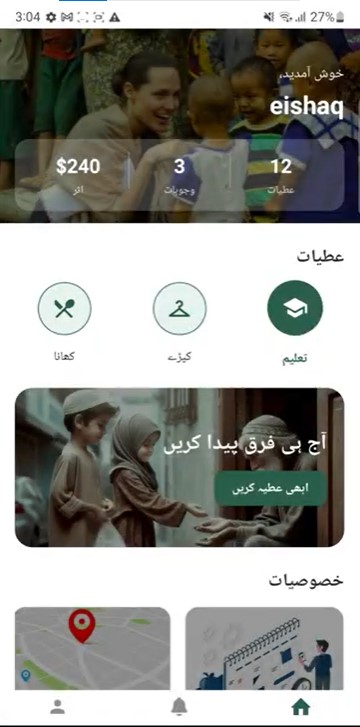 3:04
27%
خوش آمدید,
eishaq
12
عطیات
3
وجوہات
$240
اثر
عطیات
تعلیم
کپڑے
کھانا
آج ہی فرق پیدا کریں
ابھی عطیہ کریں
خصوصیات